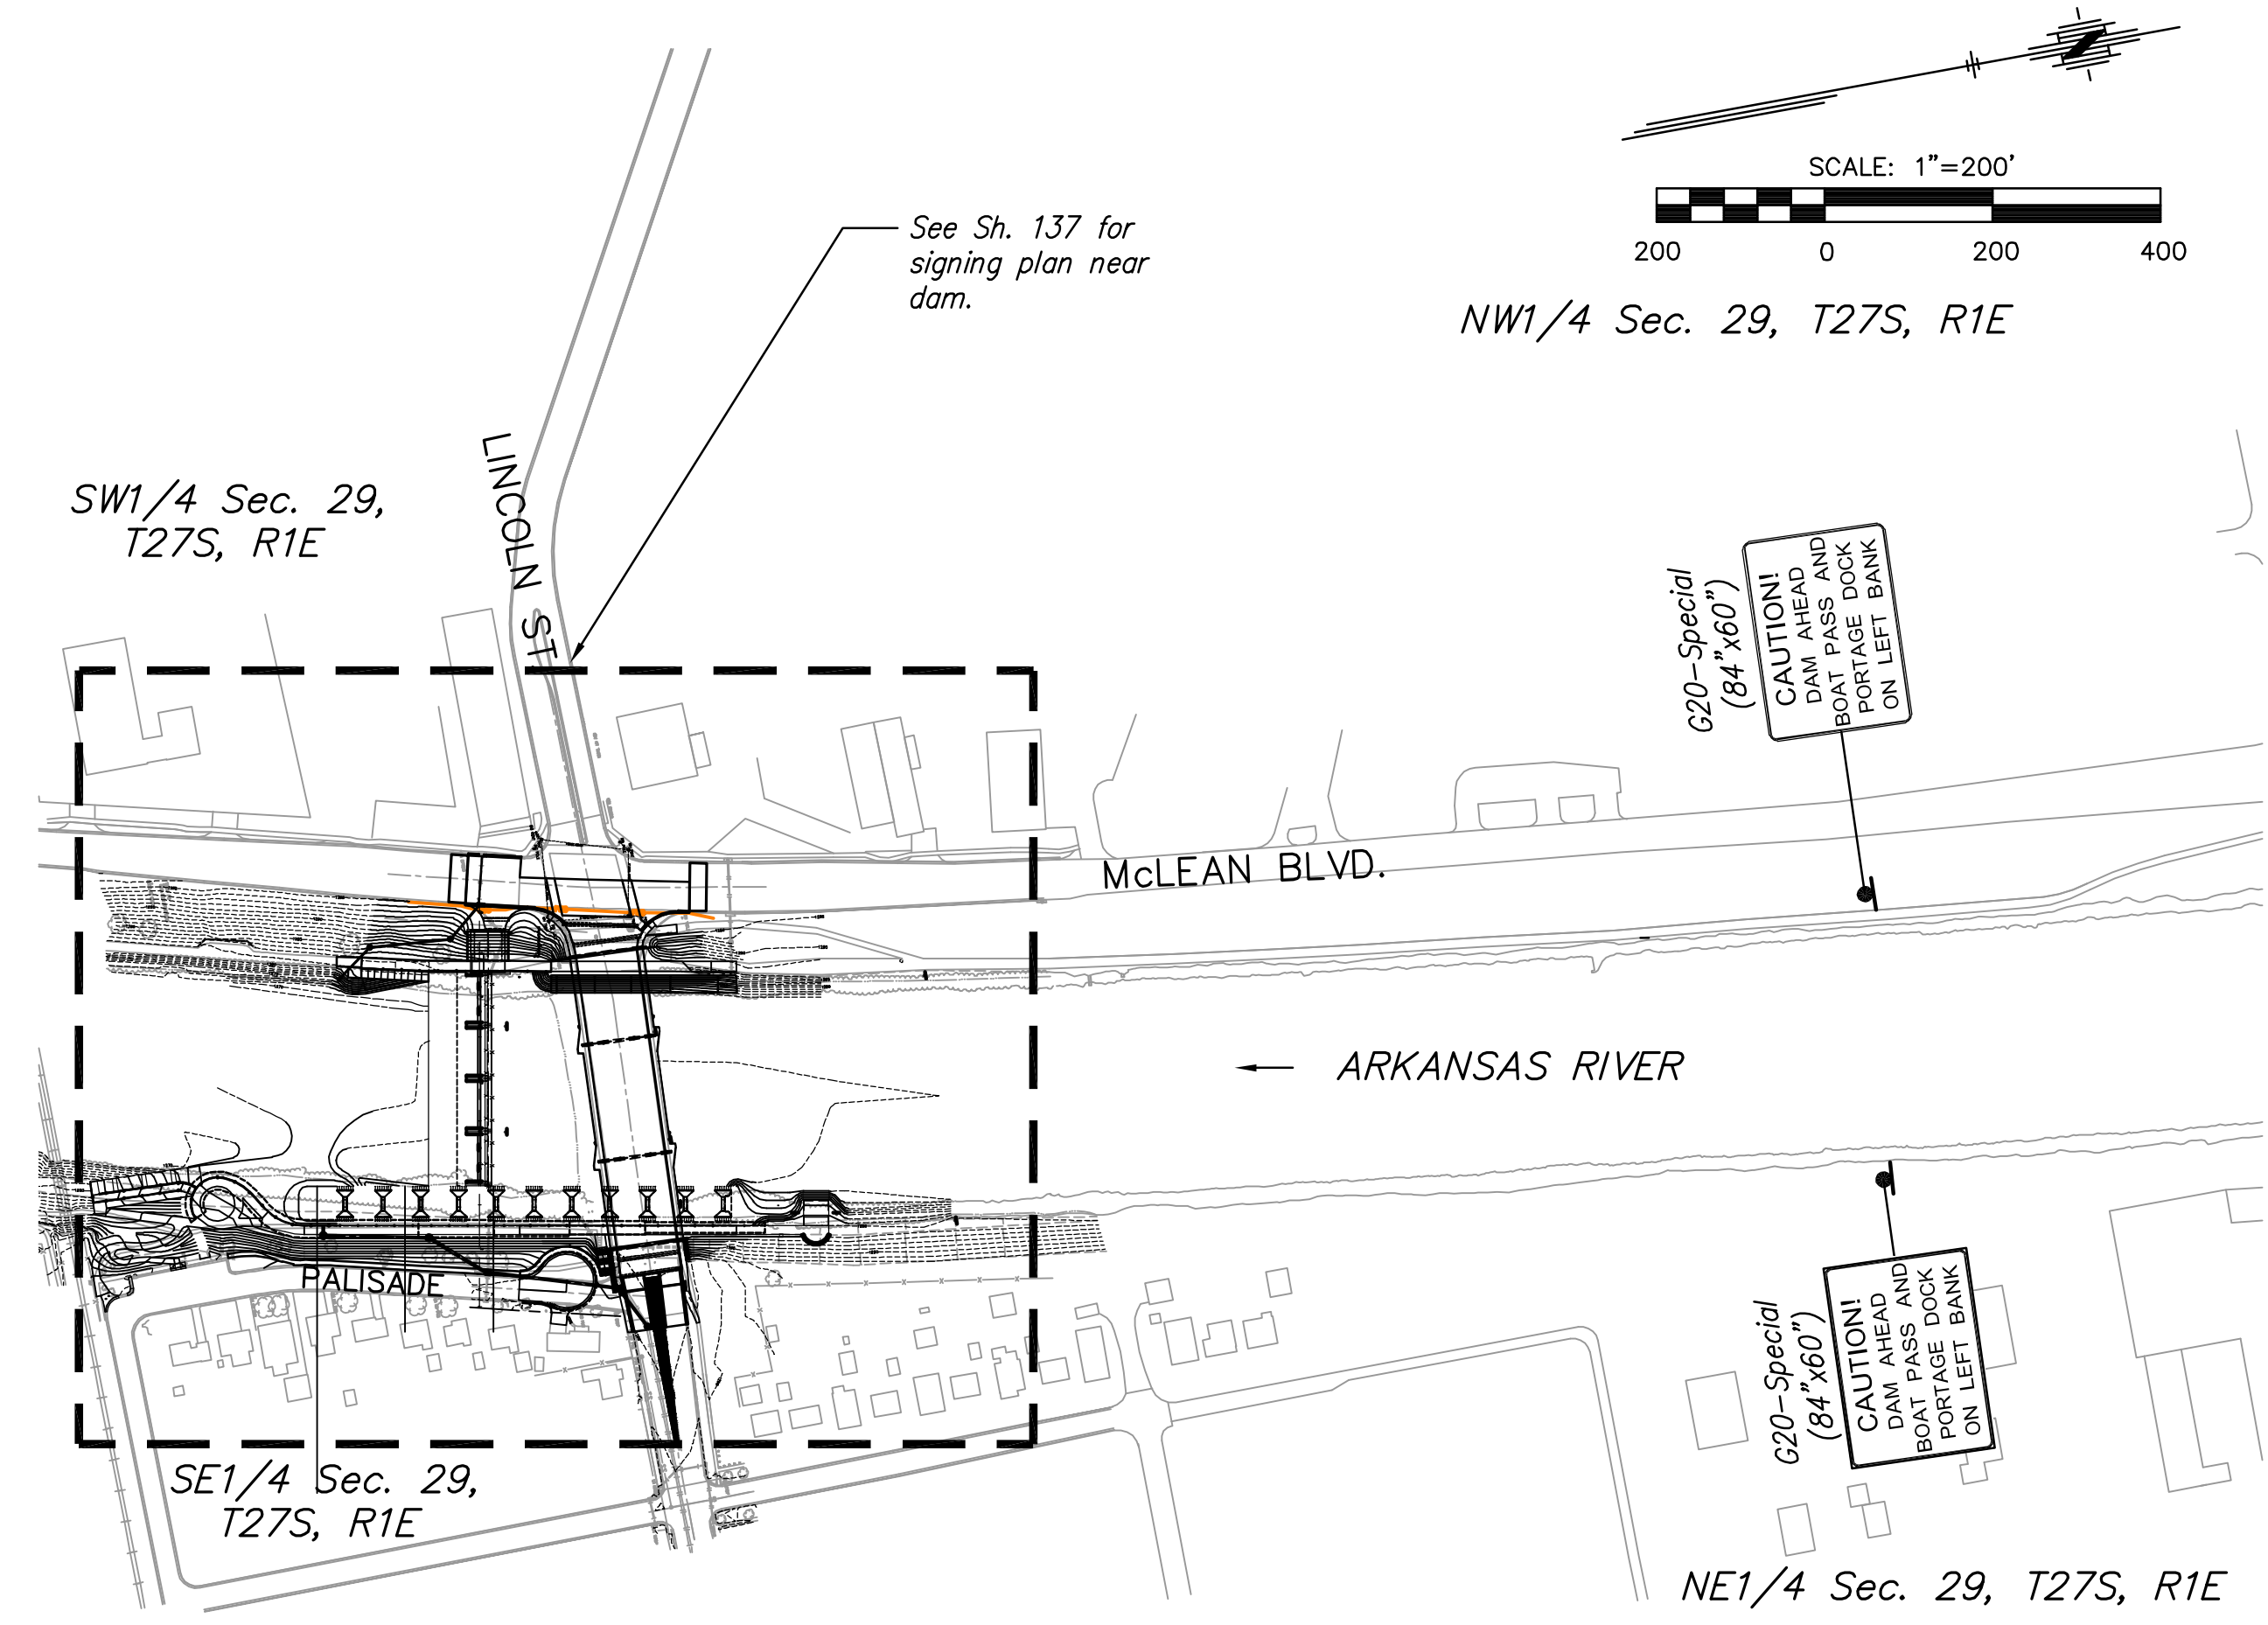 SCALE: 1"=200'
200 0 200 400
NW1/4 Sec. 29, T27S, R1E
See Sh. 137 for
signing plan near
dam.
SW1/4 Sec. 29,
T27S, R1E
LINCOLN ST.
G20-Special
(84"x60")
CAUTION!
DAM AHEAD
BOAT PASS AND
PORTAGE DOCK
ON LEFT BANK
McLEAN BLVD.
ARKANSAS RIVER
PALISADE
G20-Special
(84"x60")
CAUTION!
DAM AHEAD
BOAT PASS AND
PORTAGE DOCK
ON LEFT BANK
SE1/4 Sec. 29,
T27S, R1E
NE1/4 Sec. 29, T27S, R1E